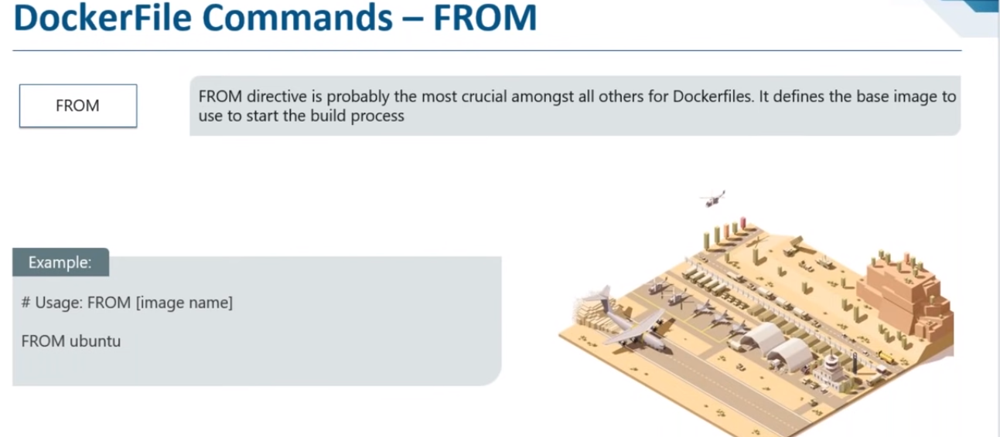 DockerFile Commands – FROM
FROM
FROM directive is probably the most crucial amongst all others for Dockerfiles. It defines the base image to
use to start the build process
Example:
# Usage: FROM [image name]
FROM ubuntu